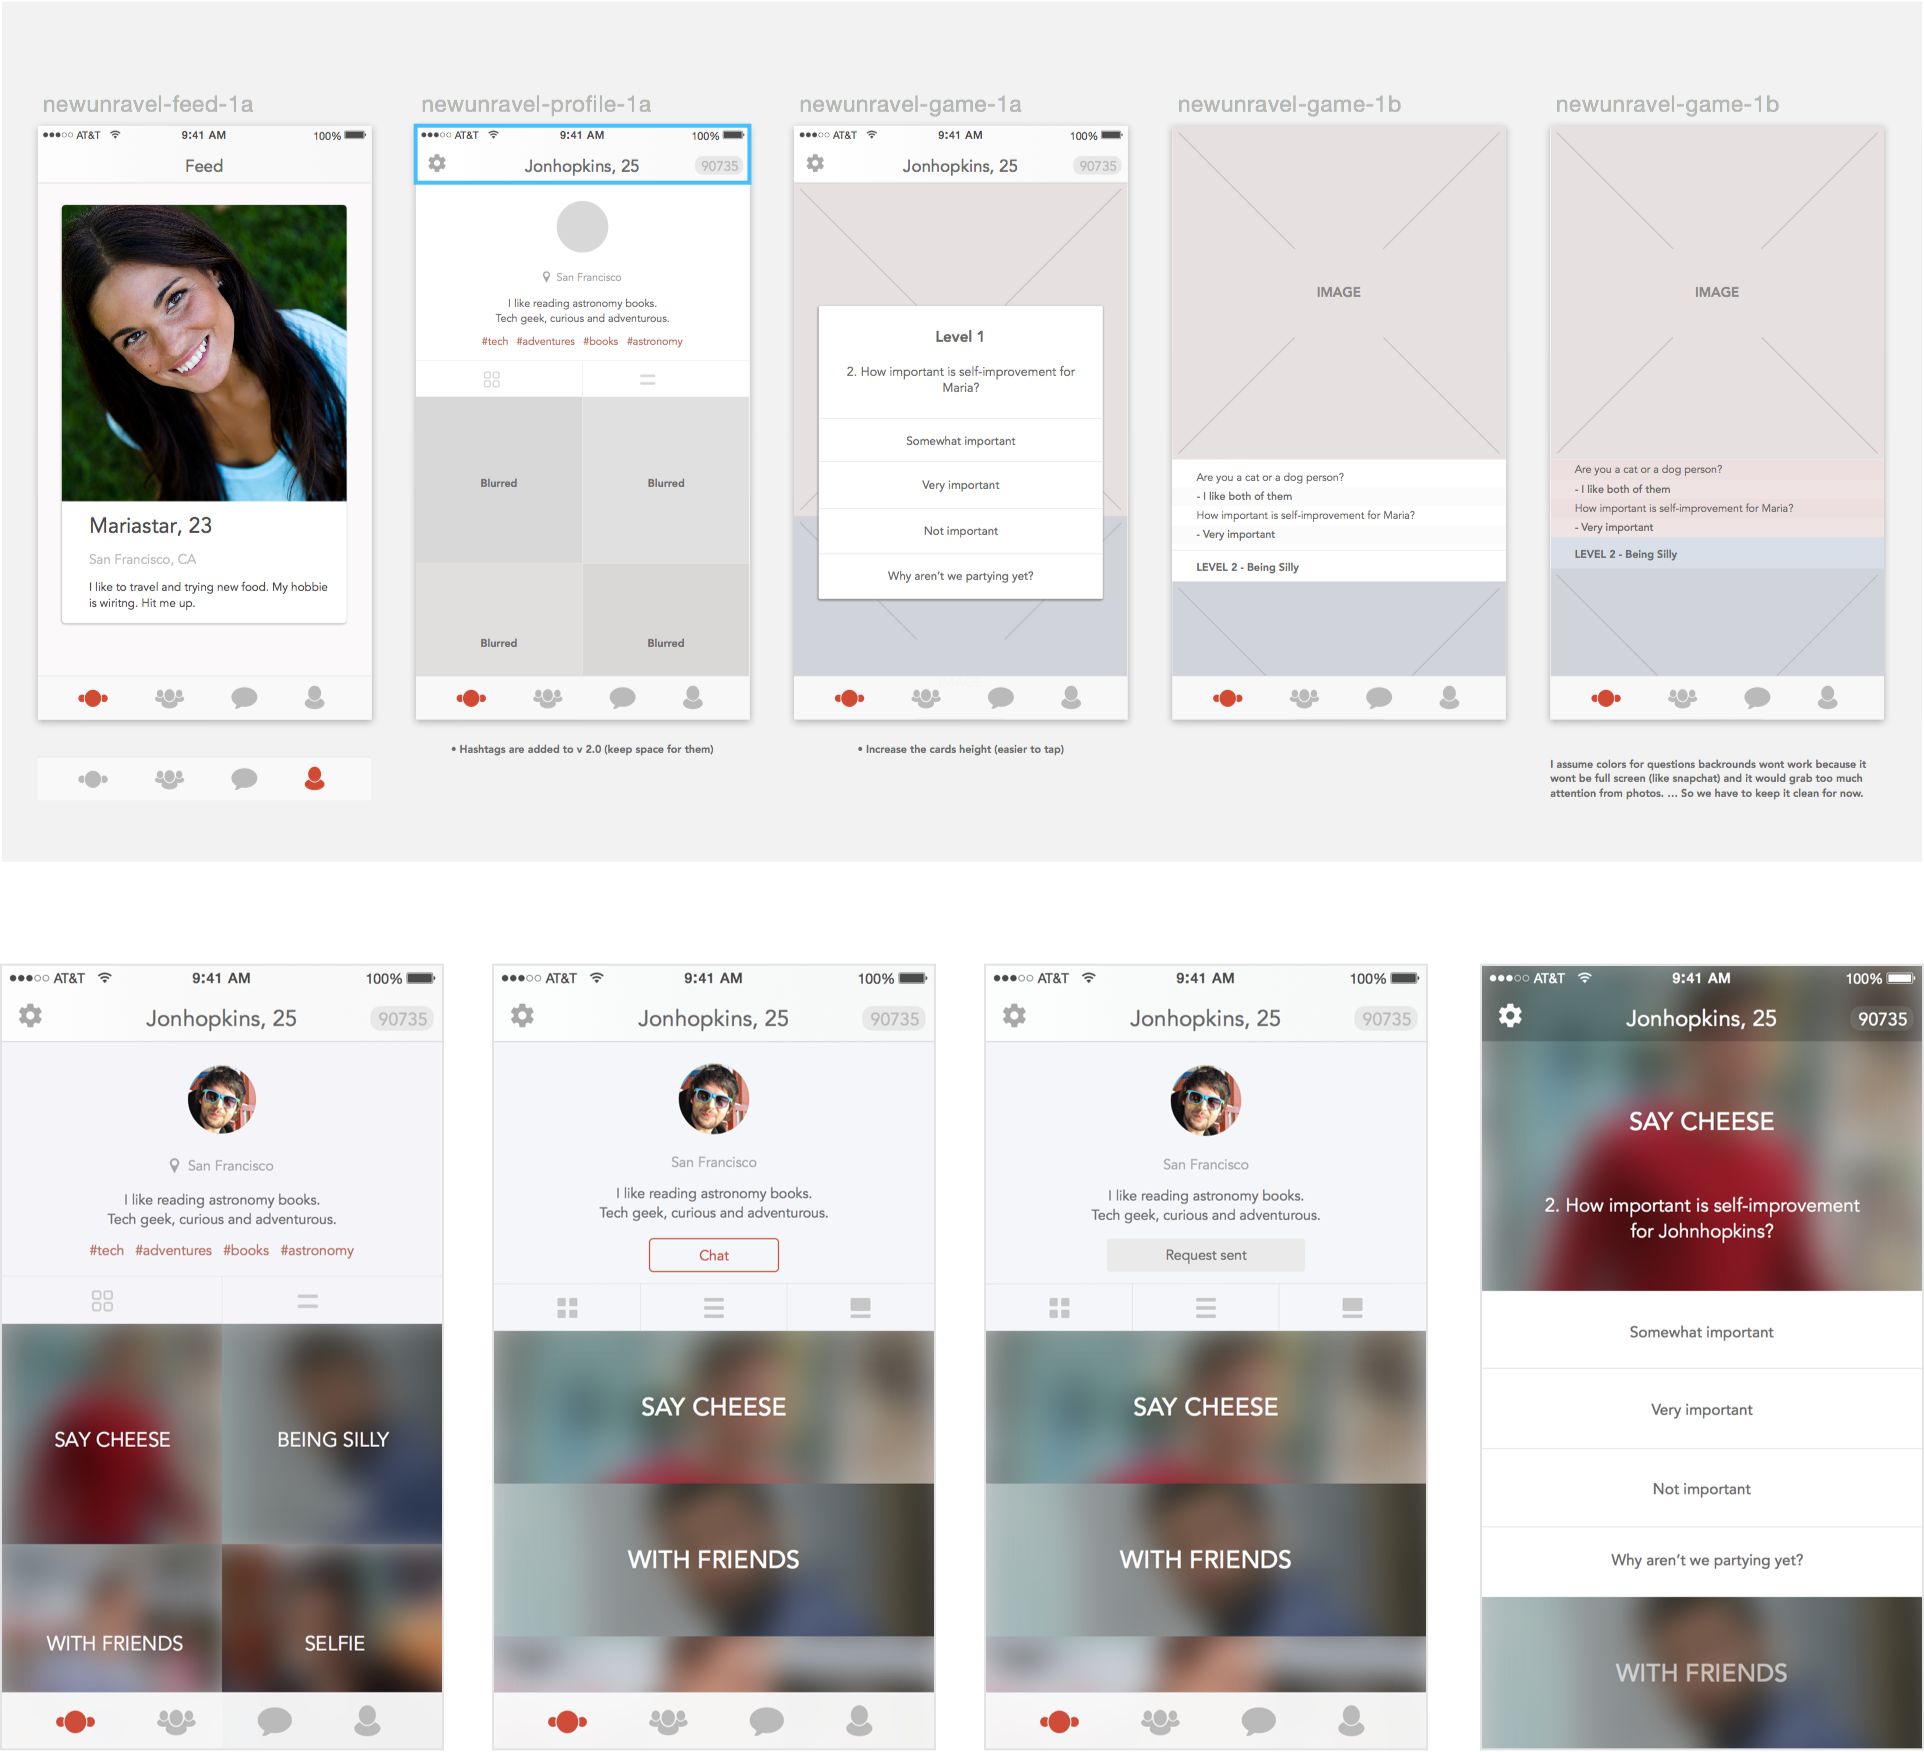 newunravel-feed-1a
AT&T 9:41 AM 100%
Feed
Mariastar, 23
San Francisco, CA
I like to travel and trying new food. My hobbie
is wiritng. Hit me up.
newunravel-profile-1a
AT&T 9:41 AM 100%
Jonhopkins, 25 90735
San Francisco
I like reading astronomy books.
Tech geek, curious and adventurous.
#tech #adventures #books #astronomy
Blurred Blurred
Blurred Blurred
• Hashtags are added to v 2.0 (keep space for them)
newunravel-game-1a
AT&T 9:41 AM 100%
Jonhopkins, 25 90735
Level 1
2. How important is self-improvement for
Maria?
Somewhat important
Very important
Not important
Why aren't we partying yet?
• Increase the cards height (easier to tap)
newunravel-game-1b
IMAGE
Are you a cat or a dog person?
- I like both of them
How important is self-improvement for Maria?
- Very important
LEVEL 2 - Being Silly
newunravel-game-1b
IMAGE
Are you a cat or a dog person?
- I like both of them
How important is self-improvement for Maria?
- Very important
LEVEL 2 - Being Silly
I assume colors for questions backrounds wont work because it
wont be full screen (like snapchat) and it would grab too much
attention from photos. ... So we have to keep it clean for now.
AT&T 9:41 AM 100%
Jonhopkins, 25 90735
San Francisco
I like reading astronomy books.
Tech geek, curious and adventurous.
#tech #adventures #books #astronomy
SAY CHEESE BEING SILLY
WITH FRIENDS SELFIE
AT&T 9:41 AM 100%
Jonhopkins, 25 90735
San Francisco
I like reading astronomy books.
Tech geek, curious and adventurous.
Chat
SAY CHEESE
WITH FRIENDS
AT&T 9:41 AM 100%
Jonhopkins, 25 90735
San Francisco
I like reading astronomy books.
Tech geek, curious and adventurous.
Request sent
SAY CHEESE
WITH FRIENDS
AT&T 9:41 AM 100%
Jonhopkins, 25 90735
SAY CHEESE
2. How important is self-improvement
for Johnhopkins?
Somewhat important
Very important
Not important
Why aren't we partying yet?
WITH FRIENDS